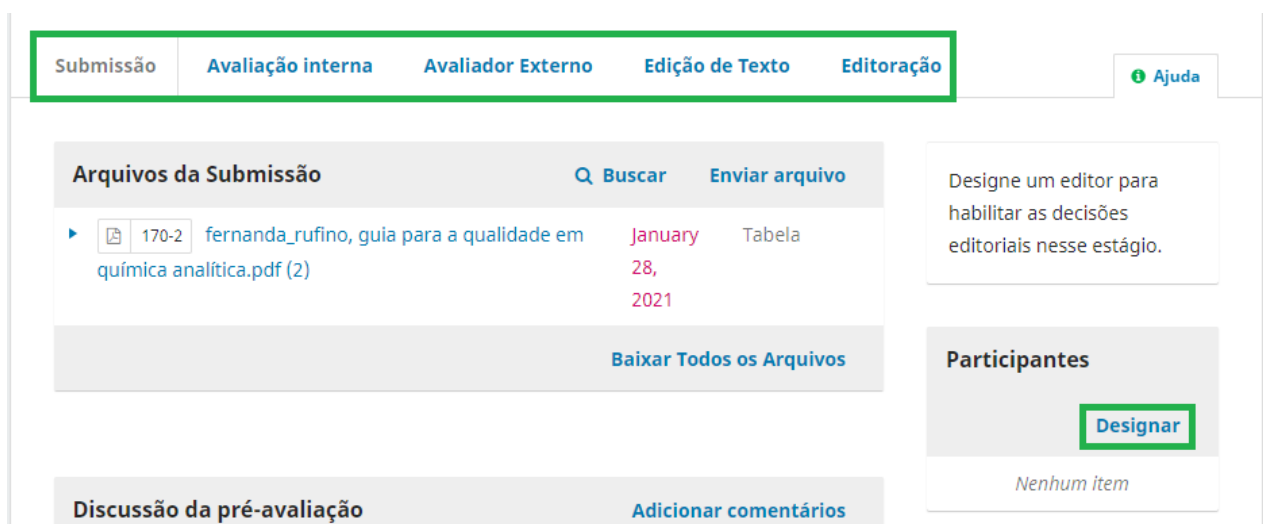 Submissão Avaliação interna Avaliador Externo Edição de Texto Editoração
Ajuda
Arquivos da Submissão Buscar Enviar arquivo
170-2 fernanda_rufino, guia para a qualidade em January Tabela
química analítica.pdf (2) 28,
2021
Baixar Todos os Arquivos
Designe um editor para
habilitar as decisões
editoriais nesse estágio.
Participantes
Designar
Nenhum item
Discussão da pré-avaliação Adicionar comentários